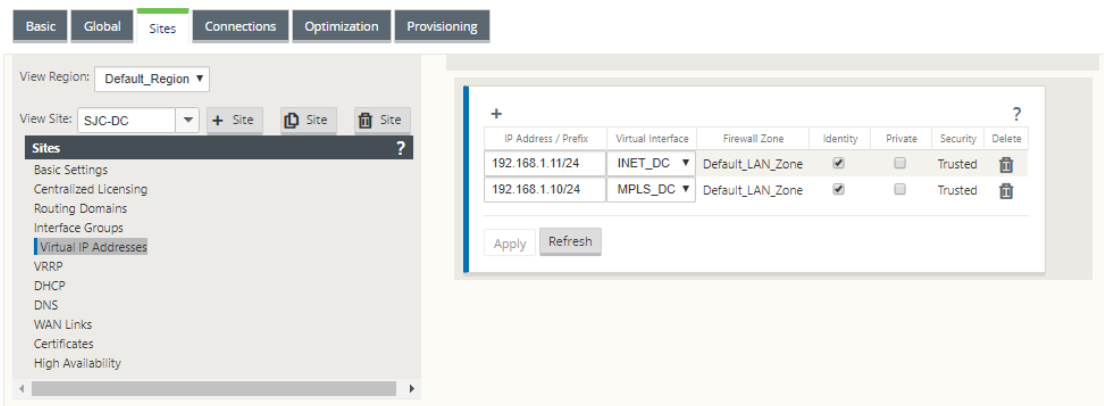 Basic Global Sites Connections Optimization Provisioning
View Region: Default_Region
View Site: SJC-DC + Site Site Site
Sites ?
Basic Settings
Centralized Licensing
Routing Domains
Interface Groups
Virtual IP Addresses
VRRP
DHCP
DNS
WAN Links
Certificates
High Availability
+ ?
IP Address / Prefix Virtual Interface Firewall Zone Identity Private Security Delete
192.168.1.11/24 INET_DC Default_LAN_Zone Trusted
192.168.1.10/24 MPLS_DC Default_LAN_Zone Trusted
Apply Refresh